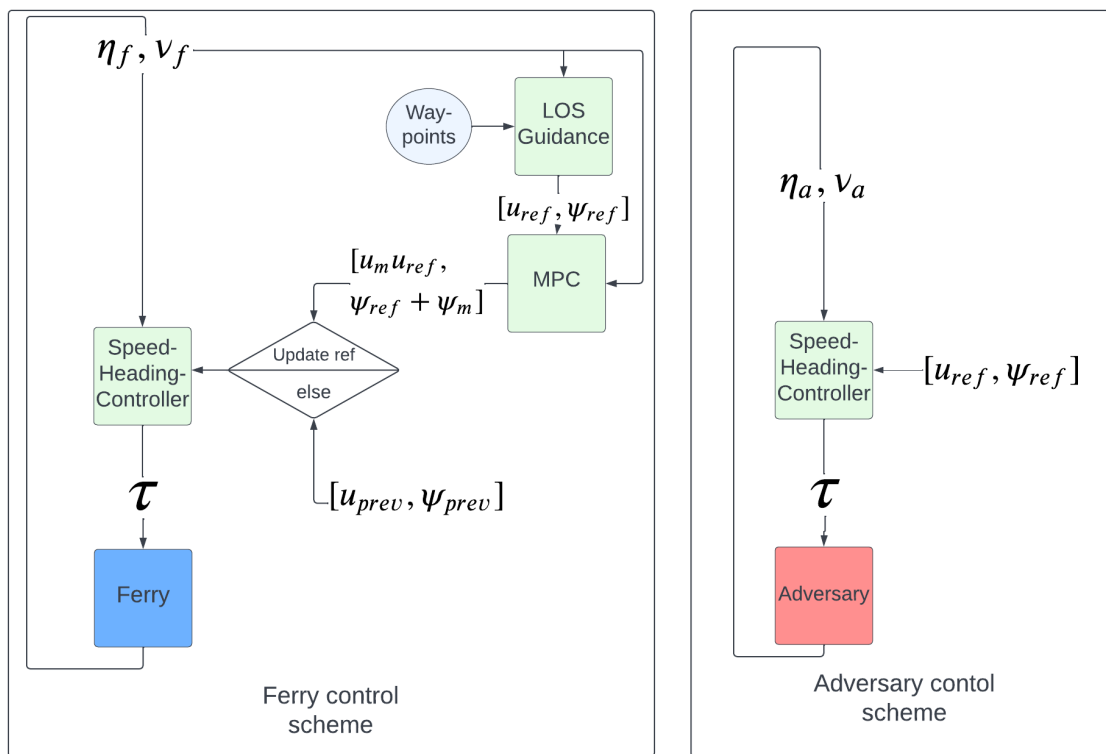 η_f, ν_f
Way-
points
LOS
Guidance
[u_ref, ψ_ref]
MPC
[u_m u_ref,
ψ_ref + ψ_m]
Update ref
else
Speed-
Heading-
Controller
[u_prev, ψ_prev]
τ
Ferry
Ferry control
scheme
η_a, ν_a
Speed-
Heading-
Controller
[u_ref, ψ_ref]
τ
Adversary
Adversary contol
scheme